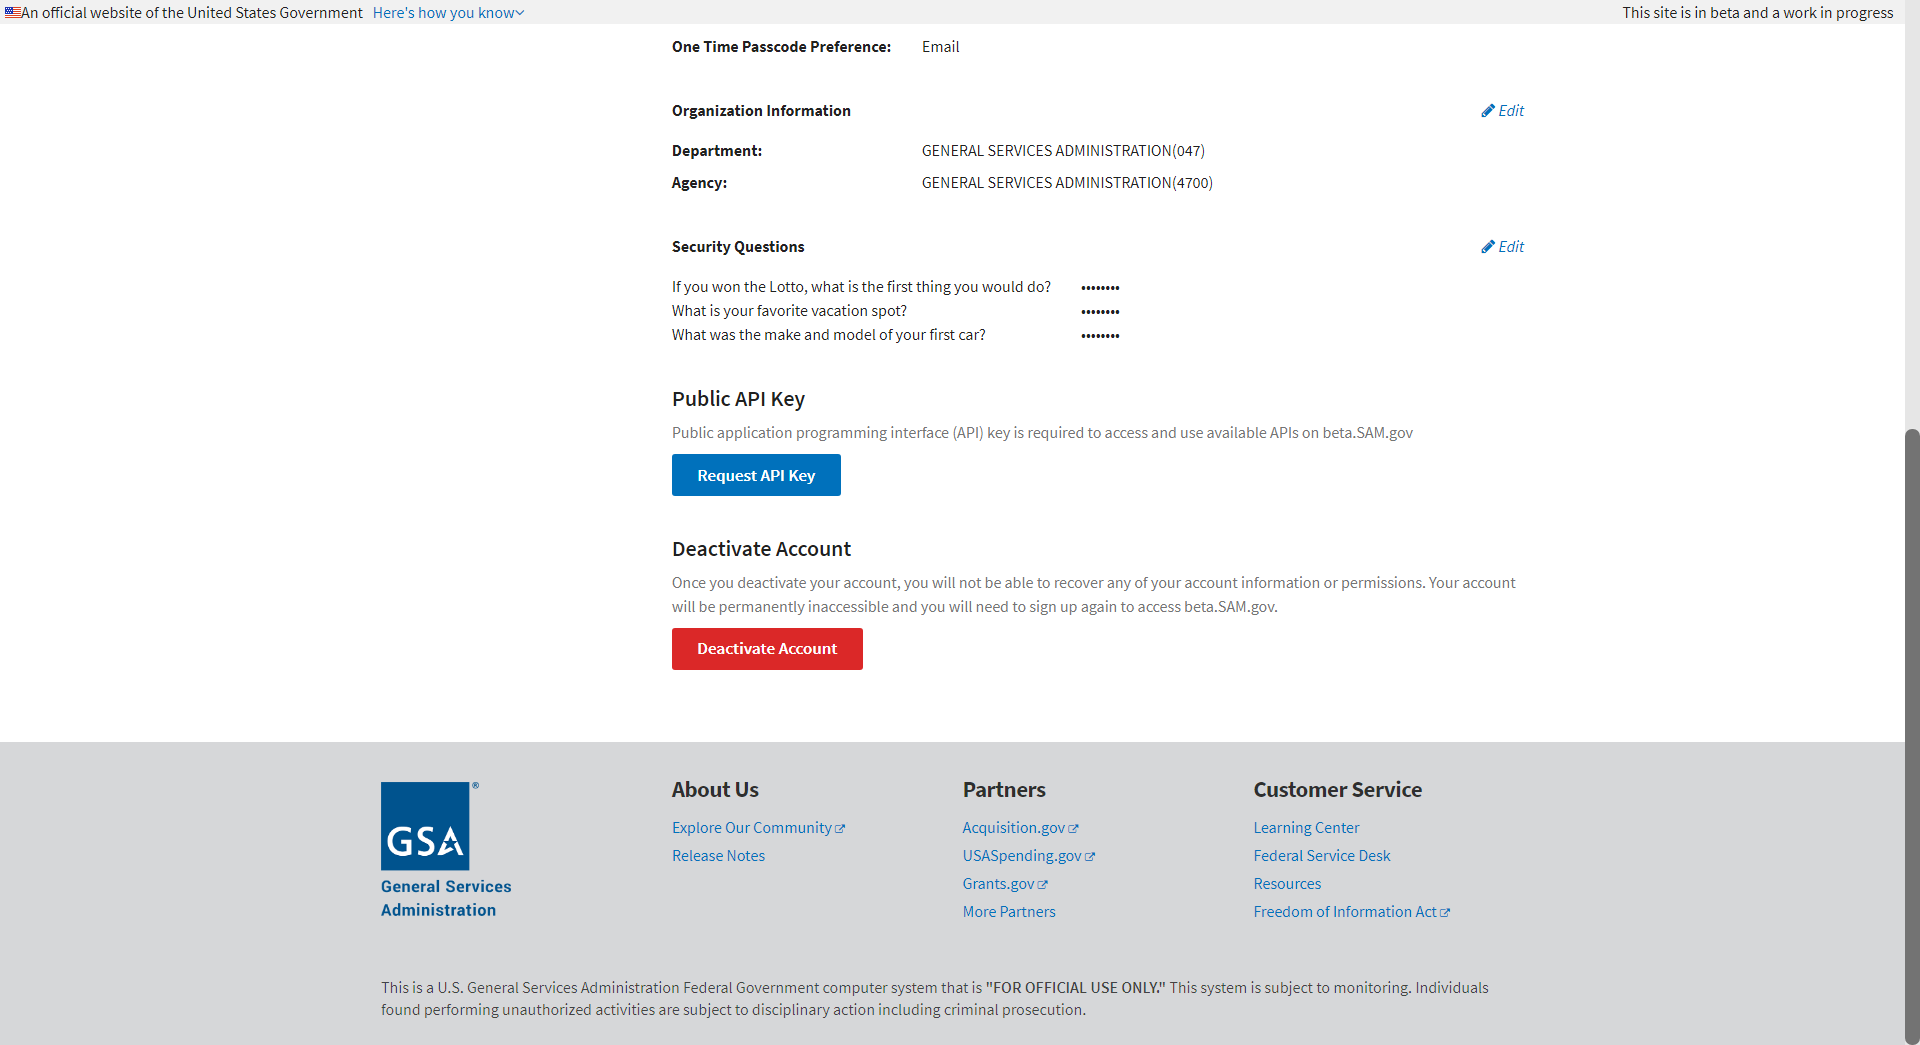 An official website of the United States Government Here's how you know
This site is in beta and a work in progress
One Time Passcode Preference: Email
Organization Information Edit
Department: GENERAL SERVICES ADMINISTRATION(047)
Agency: GENERAL SERVICES ADMINISTRATION(4700)
Security Questions Edit
If you won the Lotto, what is the first thing you would do? ••••••••
What is your favorite vacation spot? ••••••••
What was the make and model of your first car? ••••••••
Public API Key
Public application programming interface (API) key is required to access and use available APIs on beta.SAM.gov
Request API Key
Deactivate Account
Once you deactivate your account, you will not be able to recover any of your account information or permissions. Your account
will be permanently inaccessible and you will need to sign up again to access beta.SAM.gov.
Deactivate Account
GSA®
General Services
Administration
About Us
Explore Our Community
Release Notes
Partners
Acquisition.gov
USASpending.gov
Grants.gov
More Partners
Customer Service
Learning Center
Federal Service Desk
Resources
Freedom of Information Act
This is a U.S. General Services Administration Federal Government computer system that is "FOR OFFICIAL USE ONLY." This system is subject to monitoring. Individuals
found performing unauthorized activities are subject to disciplinary action including criminal prosecution.